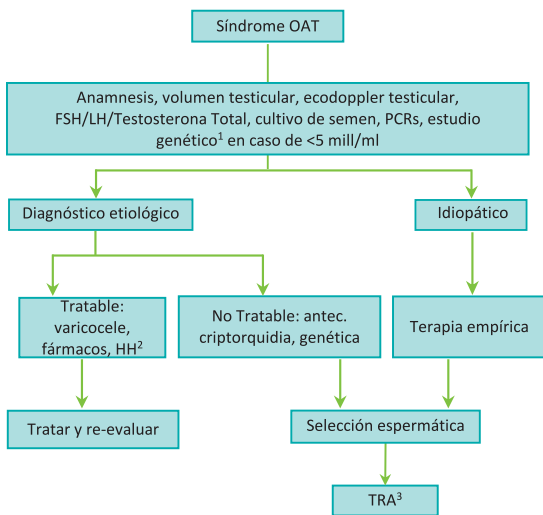 Síndrome OAT
Anamnesis, volumen testicular, ecodoppler testicular,
FSH/LH/Testosterona Total, cultivo de semen, PCRs, estudio
genético¹ en caso de <5 mill/ml
Diagnóstico etiológico
Idiopático
Tratable:
varicocele,
fármacos, HH²
No Tratable: antec.
criptorquidia, genética
Terapia empírica
Tratar y re-evaluar
Selección espermática
TRA³